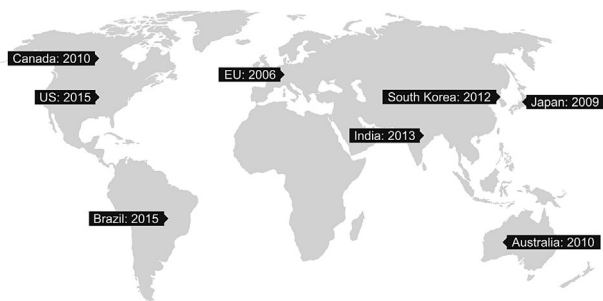 Canada: 2010
EU: 2006
US: 2015
South Korea: 2012
Japan: 2009
India: 2013
Brazil: 2015
Australia: 2010